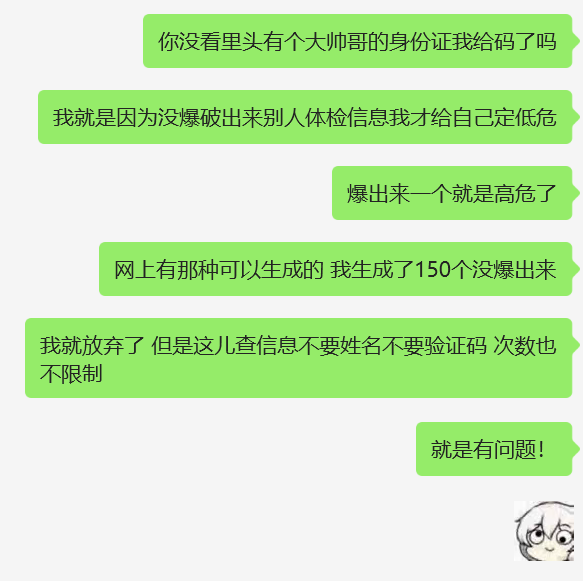 你没看里头有个大帅哥的身份证我给码了吗
我就是因为没爆破出来别人体检信息我才给自己定低危
爆出来一个就是高危了
网上有那种可以生成的 我生成了150个没爆出来
我就放弃了 但是这儿查信息不要姓名不要验证码 次数也
不限制
就是有问题！